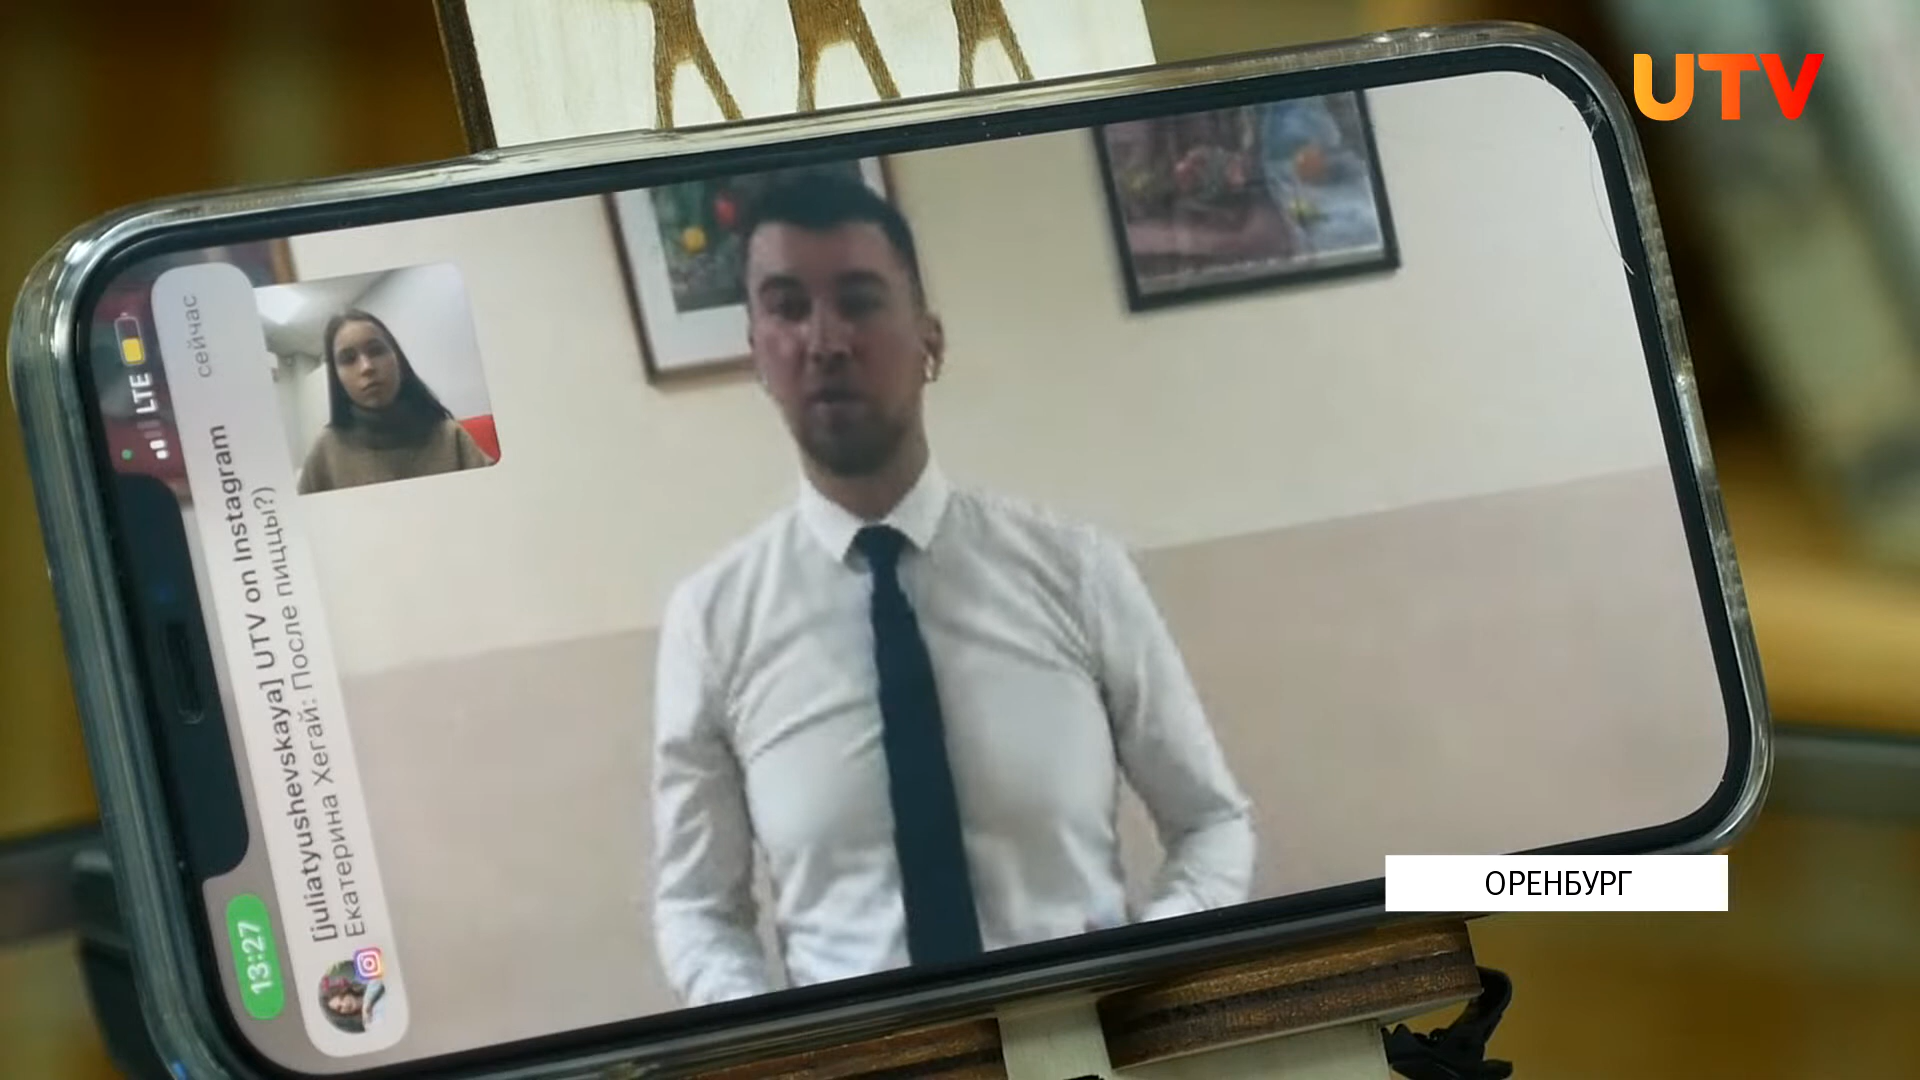 UTV
LTE
сейчас
[juliatyushevskaya] UTV on Instagram
Екатерина Хегай: После пиццы?)
13:27
ОРЕНБУРГ